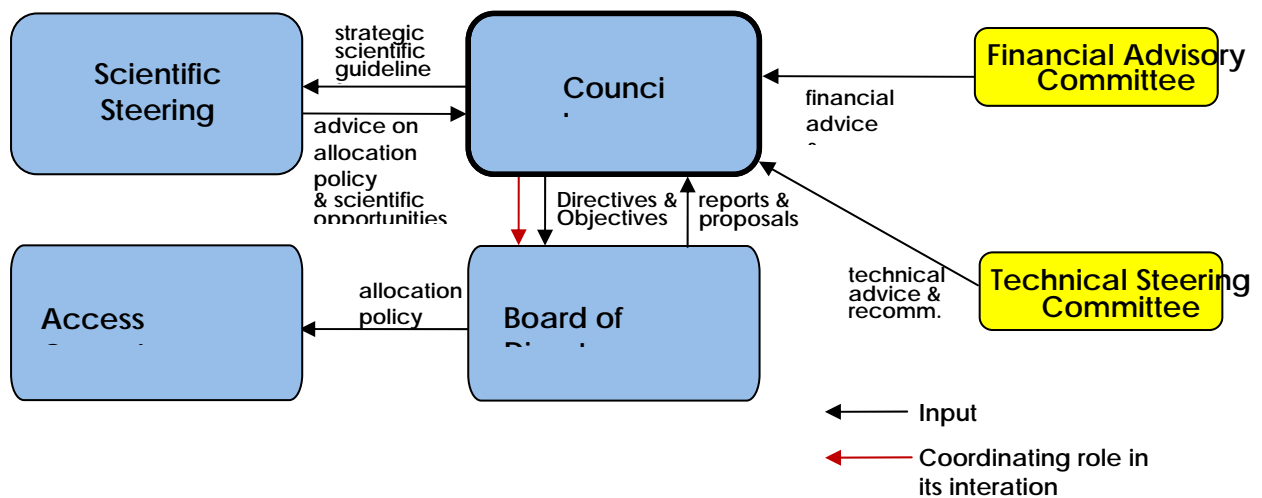 Scientific
Steering
strategic
scientific
guideline
advice on
allocation
policy
& scientific
opportunities
Counci
Financial Advisory
Committee
financial
advice
Directives &
Objectives
reports &
proposals
technical
advice &
recomm.
Technical Steering
Committee
Access
allocation
policy
Board of
Input
Coordinating role in
its interation